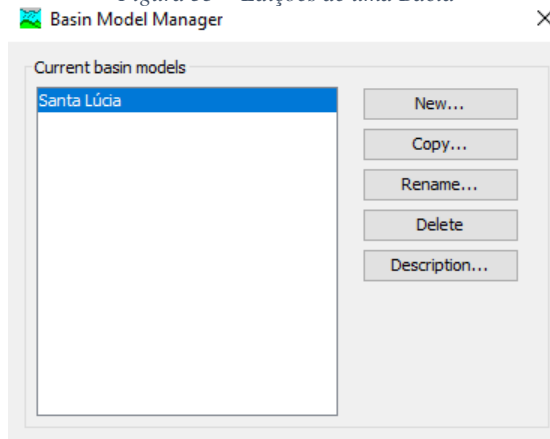 Basin Model Manager
Current basin models
Santa Lúcia
New...
Copy...
Rename...
Delete
Description...